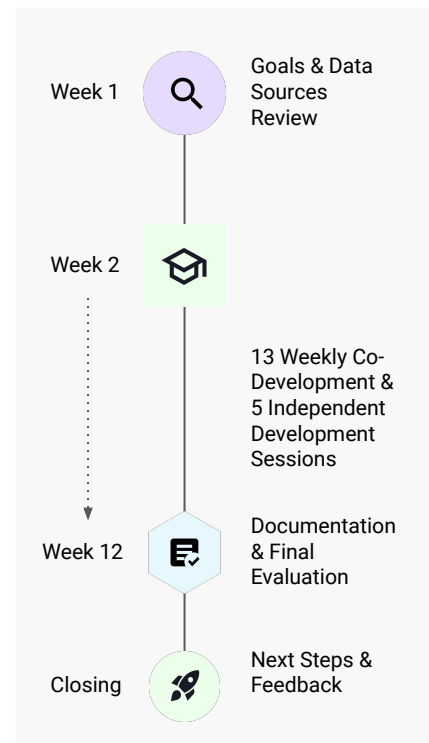 Week 1
Goals & Data
Sources
Review
Week 2
13 Weekly Co-
Development &
5 Independent
Development
Sessions
Week 12
Documentation
& Final
Evaluation
Closing
Next Steps &
Feedback